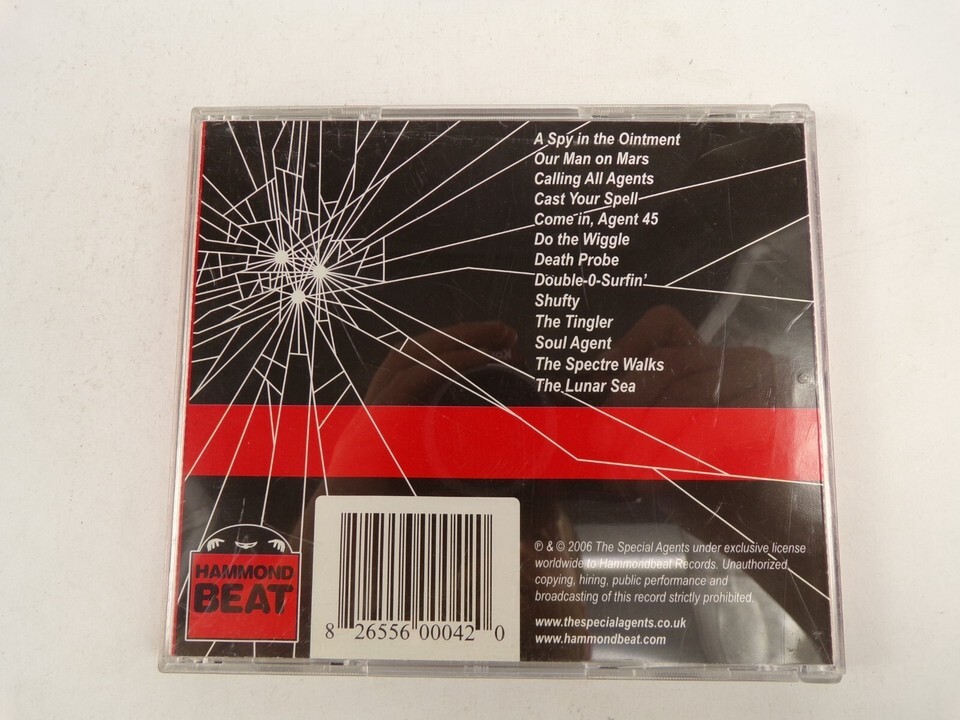 A Spy in the Ointment
Our Man on Mars
Calling All Agents
Cast Your Spell
Come in, Agent 45
Do the Wiggle
Death Probe
Double-0-Surfin'
Shufty
The Tingler
Soul Agent
The Spectre Walks
The Lunar Sea
HAMMOND
BEAT
8 26556 00042 0
℗ & © 2006 The Special Agents under exclusive license
worldwide to Hammondbeat Records. Unauthorized
copying, hiring, public performance and
broadcasting of this record strictly prohibited.
www.thespecialagents.co.uk
www.hammondbeat.com